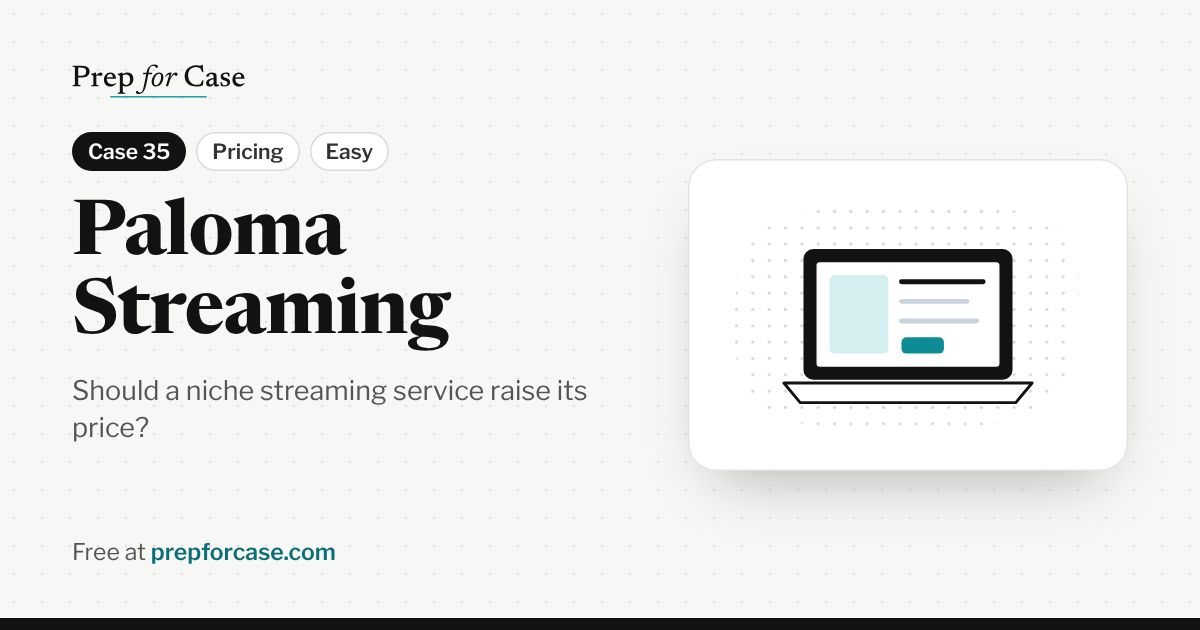 Prep for Case
Case 35
Pricing
Easy
Paloma
Streaming
Should a niche streaming service raise its
price?
Free at prepforcase.com